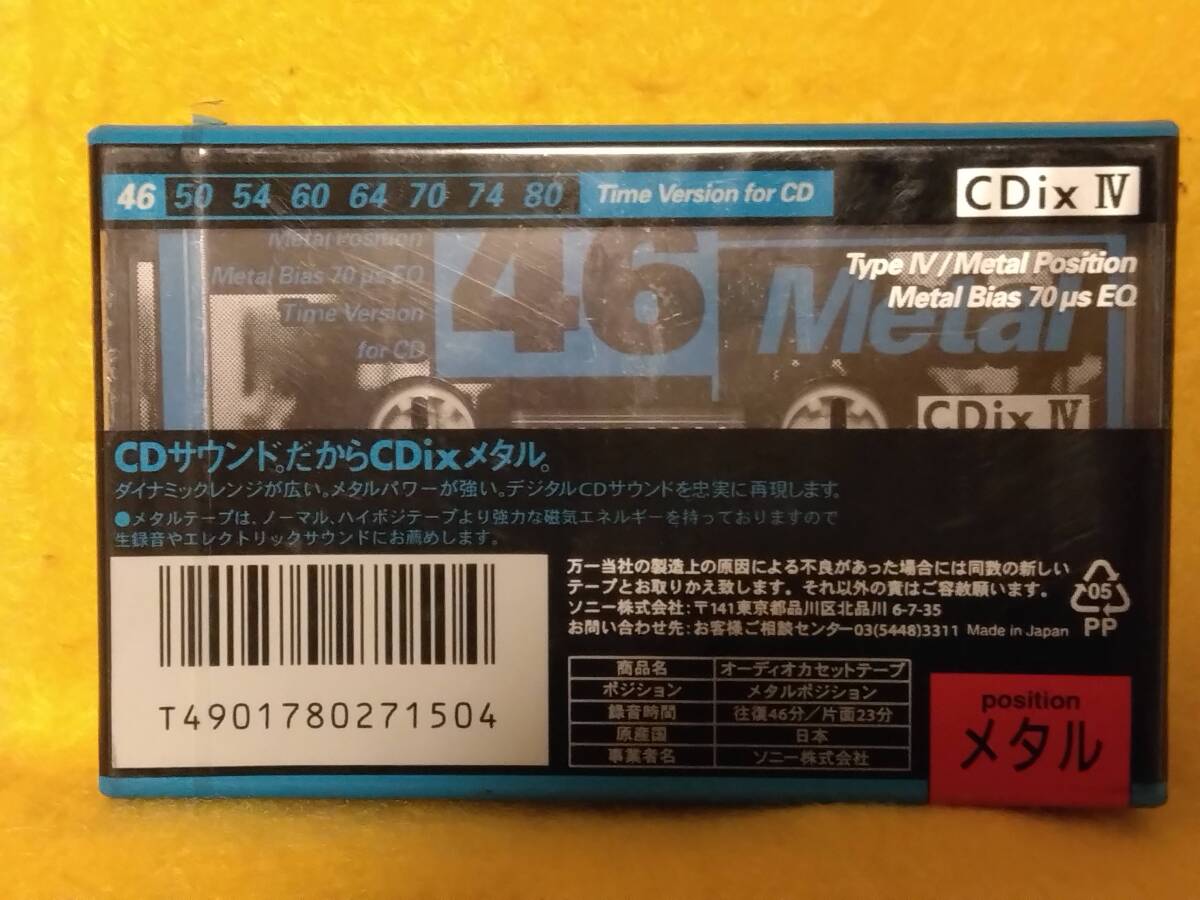 46 50 54 60 64 70 74 80 Time Version for CD CDix IV
Metal Position
Metal Bias 70 µs EQ
Time Version
for CD
46
Metal
Type IV/Metal Position
Metal Bias 70 µs EQ
CDix IV
CDサウンド。だからCDixメタル。
ダイナミックレンジが広い。メタルパワーが強い。デジタルCDサウンドを忠実に再現します。
●メタルテープは、ノーマル、ハイポジテープより強力な磁気エネルギーを持っておりますので
生録音やエレクトリックサウンドにお薦めします。
T4901780271504
万一当社の製造上の原因による不良があった場合には同数の新しい
テープとお取りかえ致します。それ以外の責はご容赦願います。
ソニー株式会社:〒141東京都品川区北品川 6-7-35
お問い合わせ先:お客様ご相談センター03(5448)3311 Made in Japan
05
PP
商品名 オーディオカセットテープ
ポジション メタルポジション
録音時間 往復46分/片面23分
原産国 日本
事業者名 ソニー株式会社
position
メタル